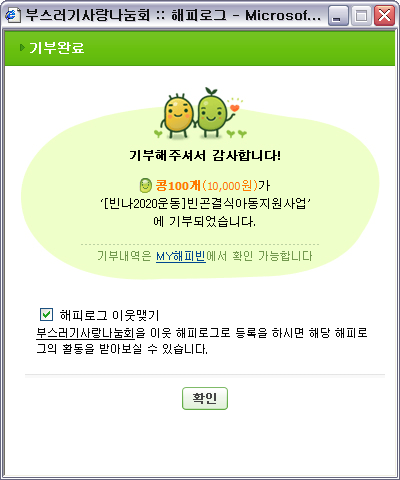 부스러기사랑나눔회 :: 해피로그 - Microsof...
기부완료
기부해주셔서 감사합니다!
콩100개(10,000원)가
‘[빈나2020운동]빈곤결식아동지원사업’
에 기부되었습니다.
기부내역은 MY해피빈에서 확인 가능합니다
해피로그 이웃맺기
부스러기사랑나눔회을 이웃 해피로그로 등록을 하시면 해당 해피로
그의 활동을 받아보실 수 있습니다.
확인